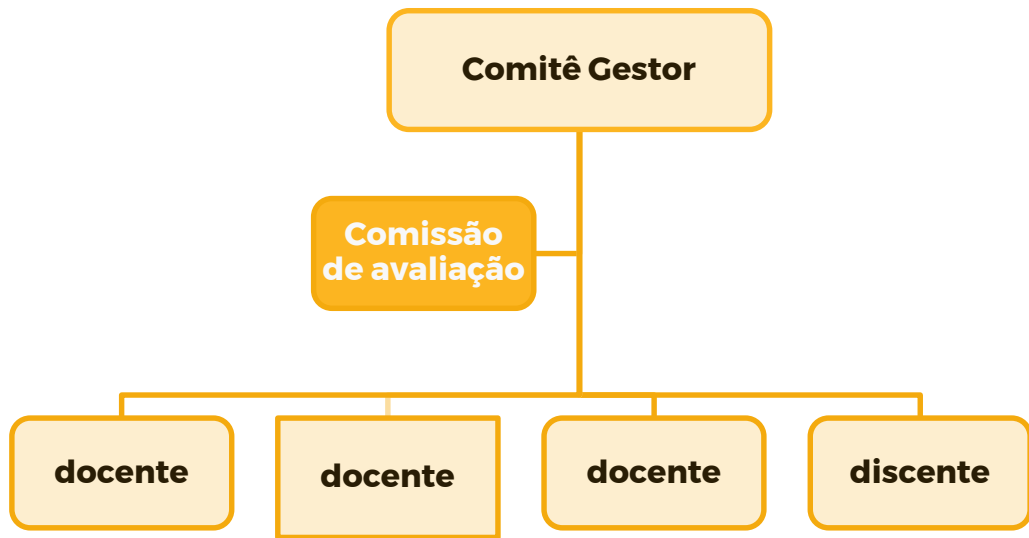 Comitê Gestor
Comissão
de avaliação
docente
docente
docente
discente